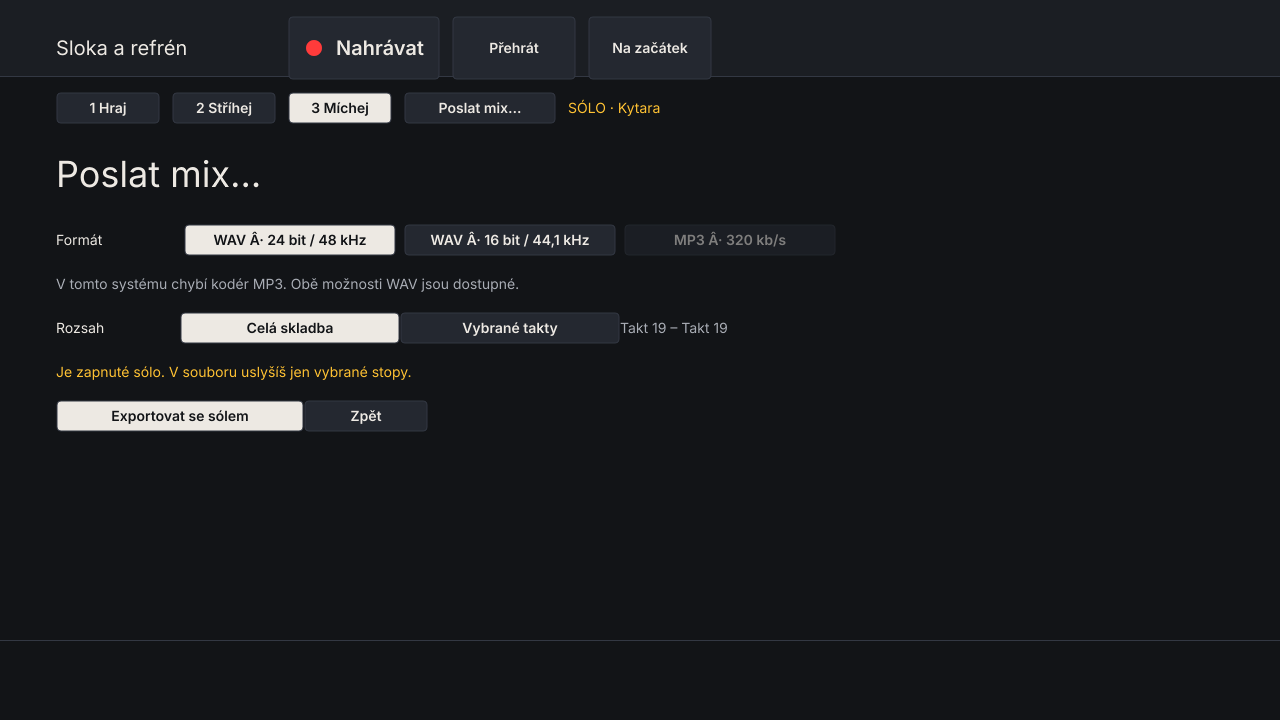 Sloka a refrén
Nahrávat
Přehrát
Na začátek
1 Hraj
2 Stříhej
3 Míchej
Poslat mix…
SÓLO · Kytara
Poslat mix…
Formát
WAV Â· 24 bit / 48 kHz
WAV Â· 16 bit / 44,1 kHz
MP3 Â· 320 kb/s
V tomto systému chybí kodér MP3. Obě možnosti WAV jsou dostupné.
Rozsah
Celá skladba
Vybrané takty
Takt 19 – Takt 19
Je zapnuté sólo. V souboru uslyšíš jen vybrané stopy.
Exportovat se sólem
Zpět